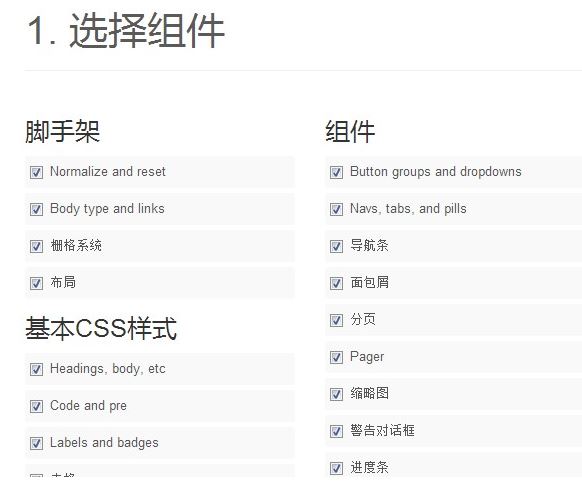 1. 选择组件
脚手架
Normalize and reset
Body type and links
栅格系统
布局
基本CSS样式
Headings, body, etc
Code and pre
Labels and badges
组件
Button groups and dropdowns
Navs, tabs, and pills
导航条
面包屑
分页
Pager
缩略图
警告对话框
进度条